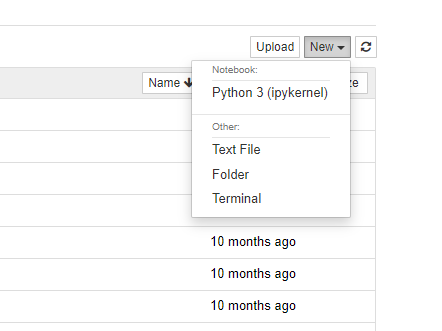 Upload New
Notebook:
Name
Python 3 (ipykernel)
Other:
Text File
Folder
Terminal
10 months ago
10 months ago
10 months ago